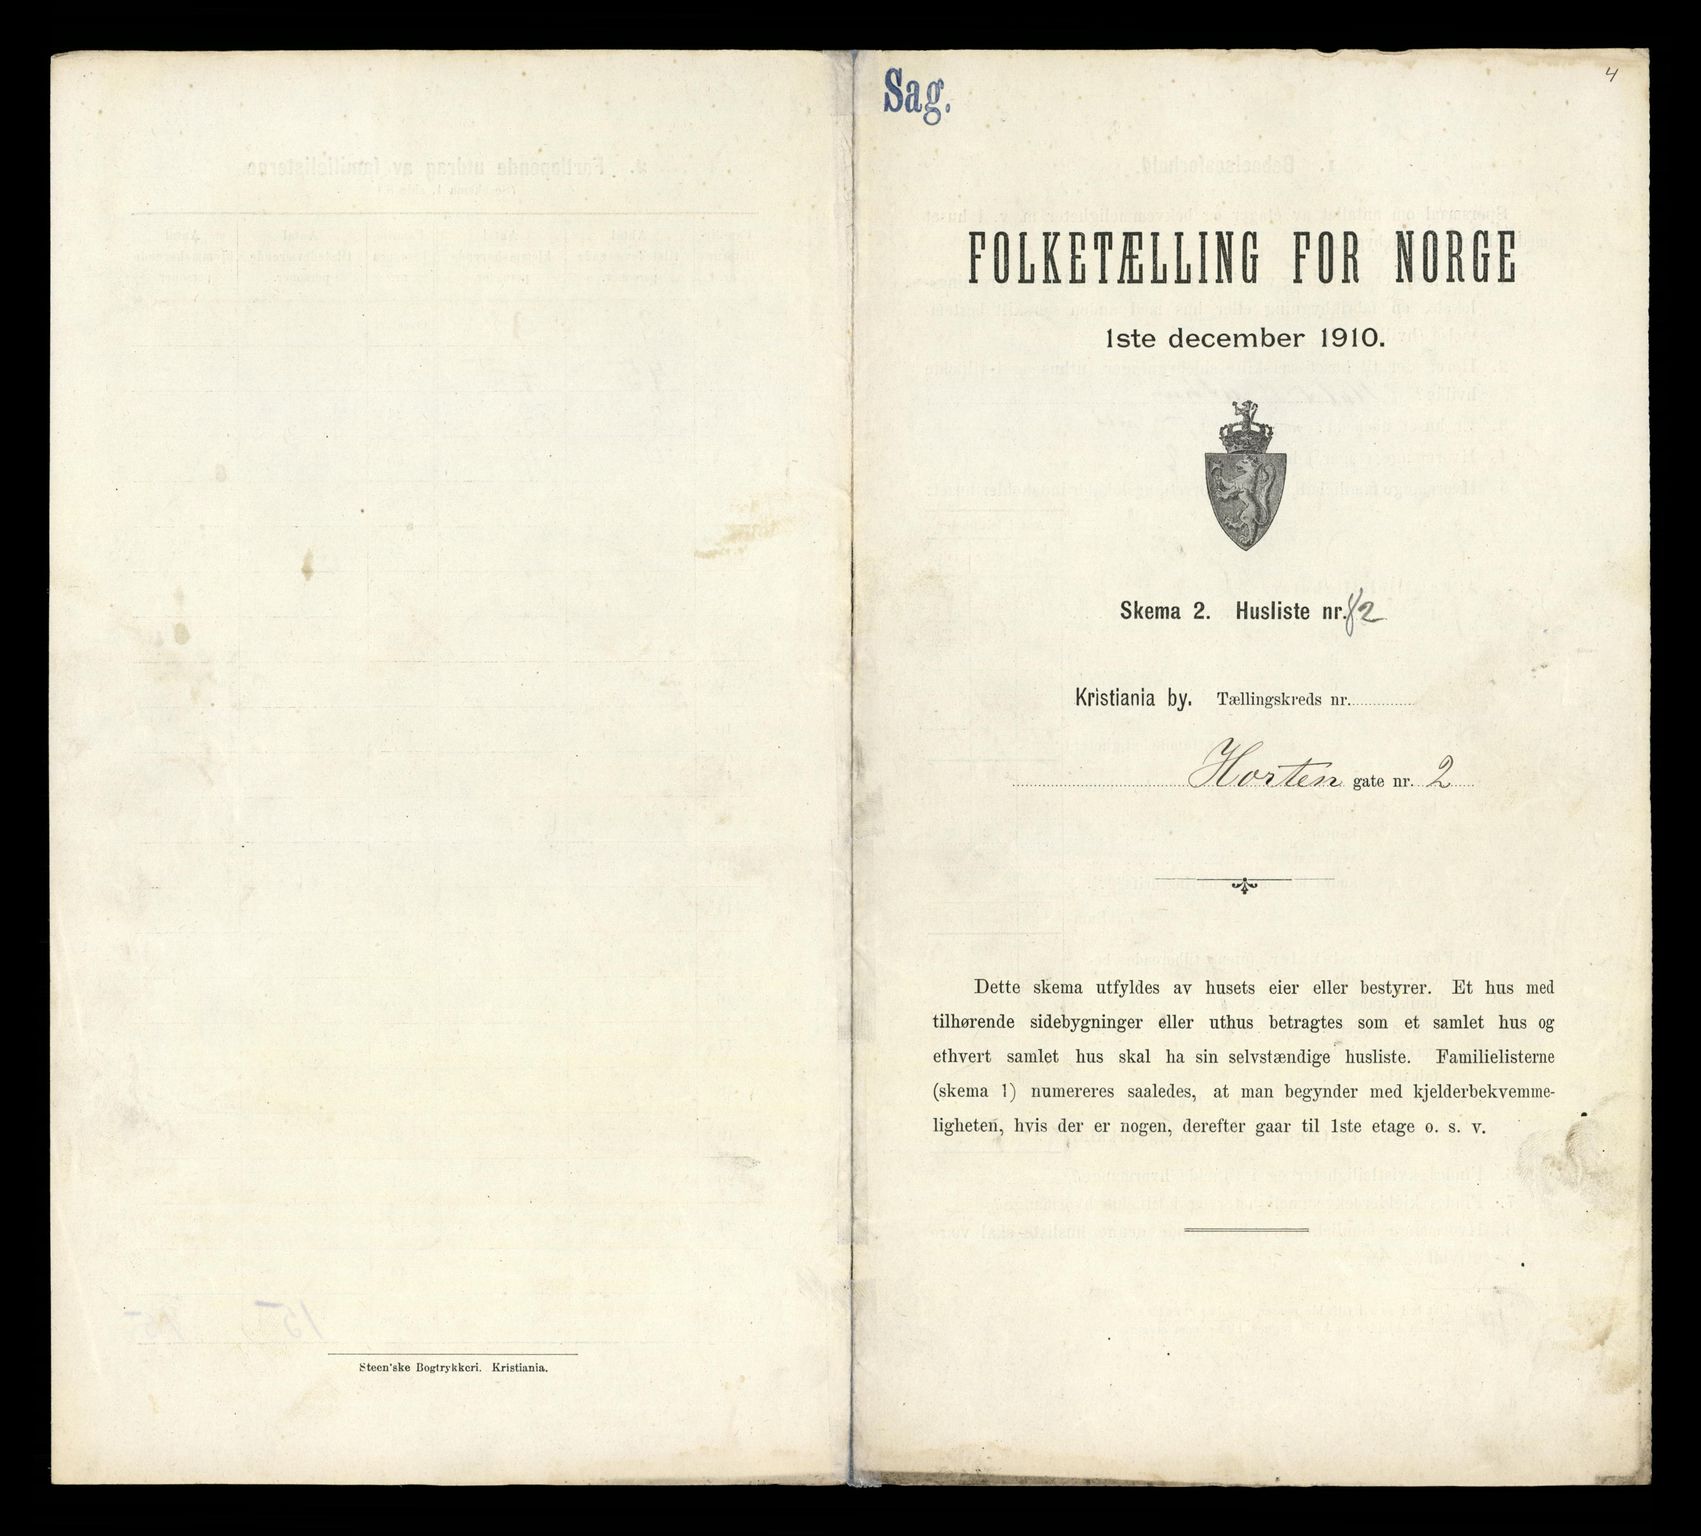 Steen'ske Bogtrykkeri. Kristiania.
Sag.
4
FOLKETÆLLING FOR NORGE
1ste december 1910.
Skema 2. Husliste nr. 82
Kristiania by. Tællingskreds nr.
Horten gate nr. 2
Dette skema utfyldes av husets eier eller bestyrer. Et hus med
tilhørende sidebygninger eller uthus betragtes som et samlet hus og
ethvert samlet hus skal ha sin selvstændige husliste. Familielisterne
(skema 1) numereres saaledes, at man begynder med kjelderbekvemme-
ligheten, hvis der er nogen, derefter gaar til 1ste etage o. s. v.